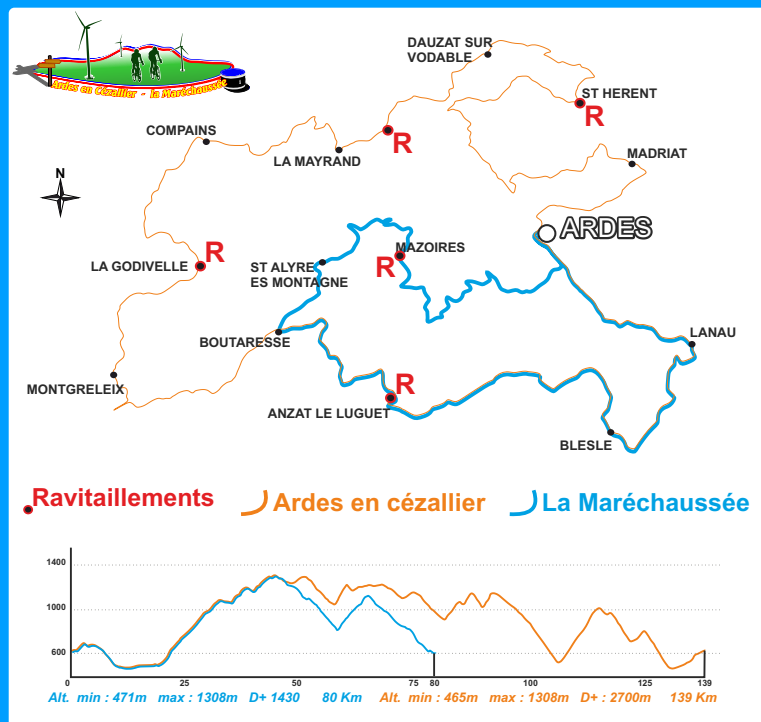 Ardes en Cézallier - la Maréchaussée
DAUZAT SUR
VODABLE
ST HERENT
R
R
COMPAINS
LA MAYRAND
MADRIAT
N
ARDES
R
LA GODIVELLE
MAZOIRES
R
ST ALYRE
ES MONTAGNE
BOUTARESSE
LANAU
MONTGRELEIX
R
ANZAT LE LUGUET
BLESLE
Ravitaillements
Ardes en cézallier
La Maréchaussée
1400
1000
600
0 25 50 75 80 100 125 139
Alt. min : 471m max : 1308m D+ 1430 80 Km Alt. min : 465m max : 1308m D+ : 2700m 139 Km